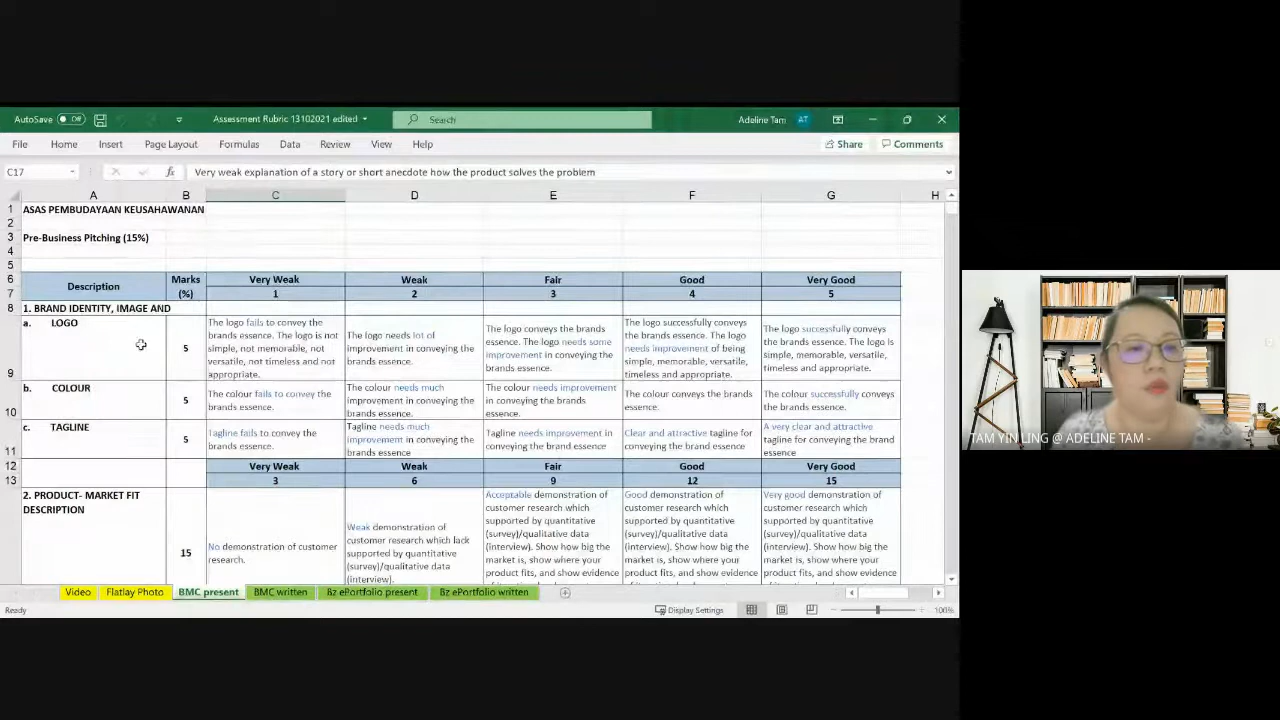 AutoSave Off Assessment Rubric 13102021 edited Search Adeline Tam AT
File Home Insert Page Layout Formulas Data Review View Help Share Comments
C17 fx Very weak explanation of a story or short anecdote how the product solves the problem
A B C D E F G H
1 ASAS PEMBUDAYAAN KEUSAHAWANAN
2
3 Pre-Business Pitching (15%)
4
5
6 Description Marks Very Weak Weak Fair Good Very Good
7 (%) 1 2 3 4 5
8 1. BRAND IDENTITY, IMAGE AND
a. LOGO
5
The logo fails to convey the
brands essence. The logo is not
simple, not memorable, not
versatile, not timeless and not
appropriate.
The logo needs lot of
improvement in conveying the
brands essence.
The logo conveys the brands
essence. The logo needs some
improvement in conveying the
brands essence.
The logo successfully conveys
the brands essence. The logo
needs improvement of being
simple, memorable, versatile,
timeless and appropriate.
The logo successfully conveys
the brands essence. The logo is
simple, memorable, versatile,
timeless and appropriate.
9
b. COLOUR
5
The colour fails to convey the
brands essence.
The colour needs much
improvement in conveying the
brands essence.
The colour needs improvement
in conveying the brands
essence.
The colour conveys the brands
essence.
The colour successfully conveys
the brands essence.
10
c. TAGLINE
5
Tagline fails to convey the
brands essence.
Tagline needs much
improvement in conveying the
brands essence
Tagline needs improvement in
conveying the brands essence
Clear and attractive tagline for
conveying the brands essence
A very clear and attractive
tagline for conveying the brand
essence
11
12 Very Weak Weak Fair Good Very Good
13 3 6 9 12 15
2. PRODUCT- MARKET FIT
DESCRIPTION
15
No demonstration of customer
research.
Weak demonstration of
customer research which lack
supported by quantitative
(survey)/qualitative data
(interview).
Acceptable demonstration of
customer research which
supported by quantitative
(survey)/qualitative data
(interview). Show how big the
market is, show where your
product fits, and show evidence
Good demonstration of
customer research which
supported by quantitative
(survey)/qualitative data
(interview). Show how big the
market is, show where your
product fits, and show evidence
Very good demonstration of
customer research which
supported by quantitative
(survey)/qualitative data
(interview). Show how big the
market is, show where your
product fits, and show evidence
Video Flatlay Photo BMC present BMC written Bz ePortfolio present Bz ePortfolio written
Ready Display Settings 100%
TAM YIN LING @ ADELINE TAM -